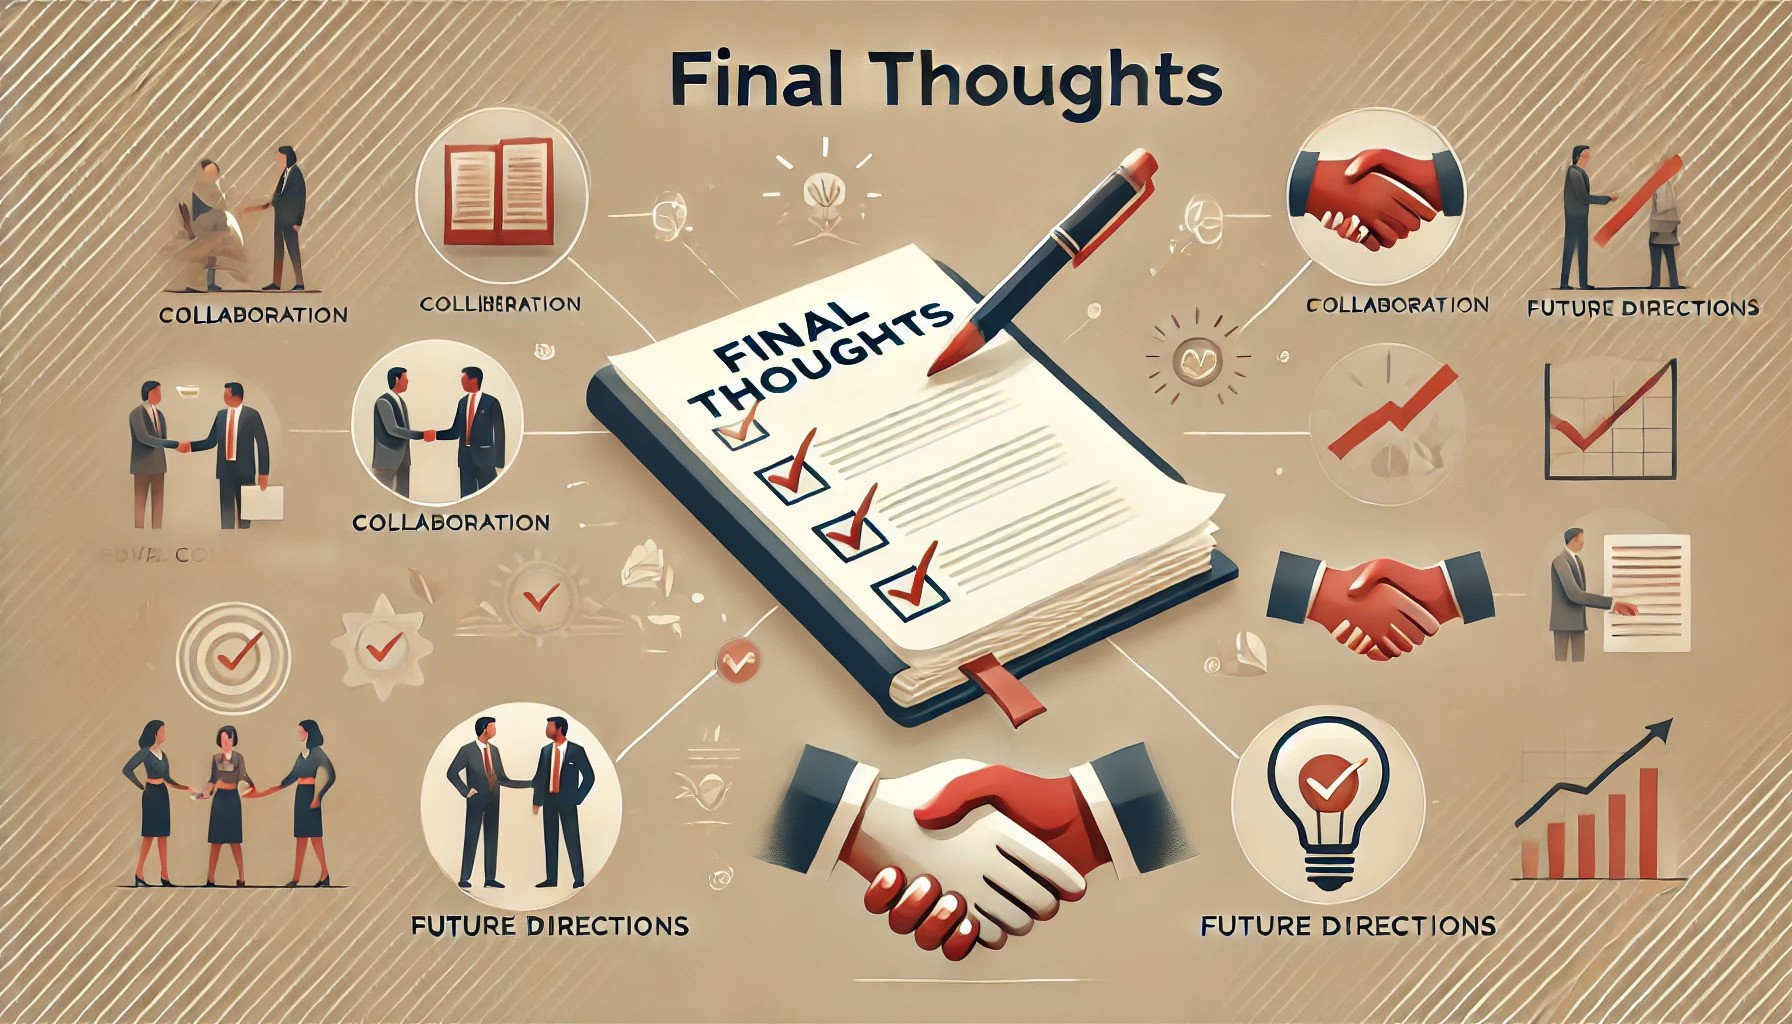 Final Thoughts
COLLABORATION
COLLIBERATION
COLLABORATION
FUTURE DIRECTIONS
FINAL
THOUGHTS
COLLABORATION
FUTURE DIRECTIONS
FUTURE DIRECTIONS